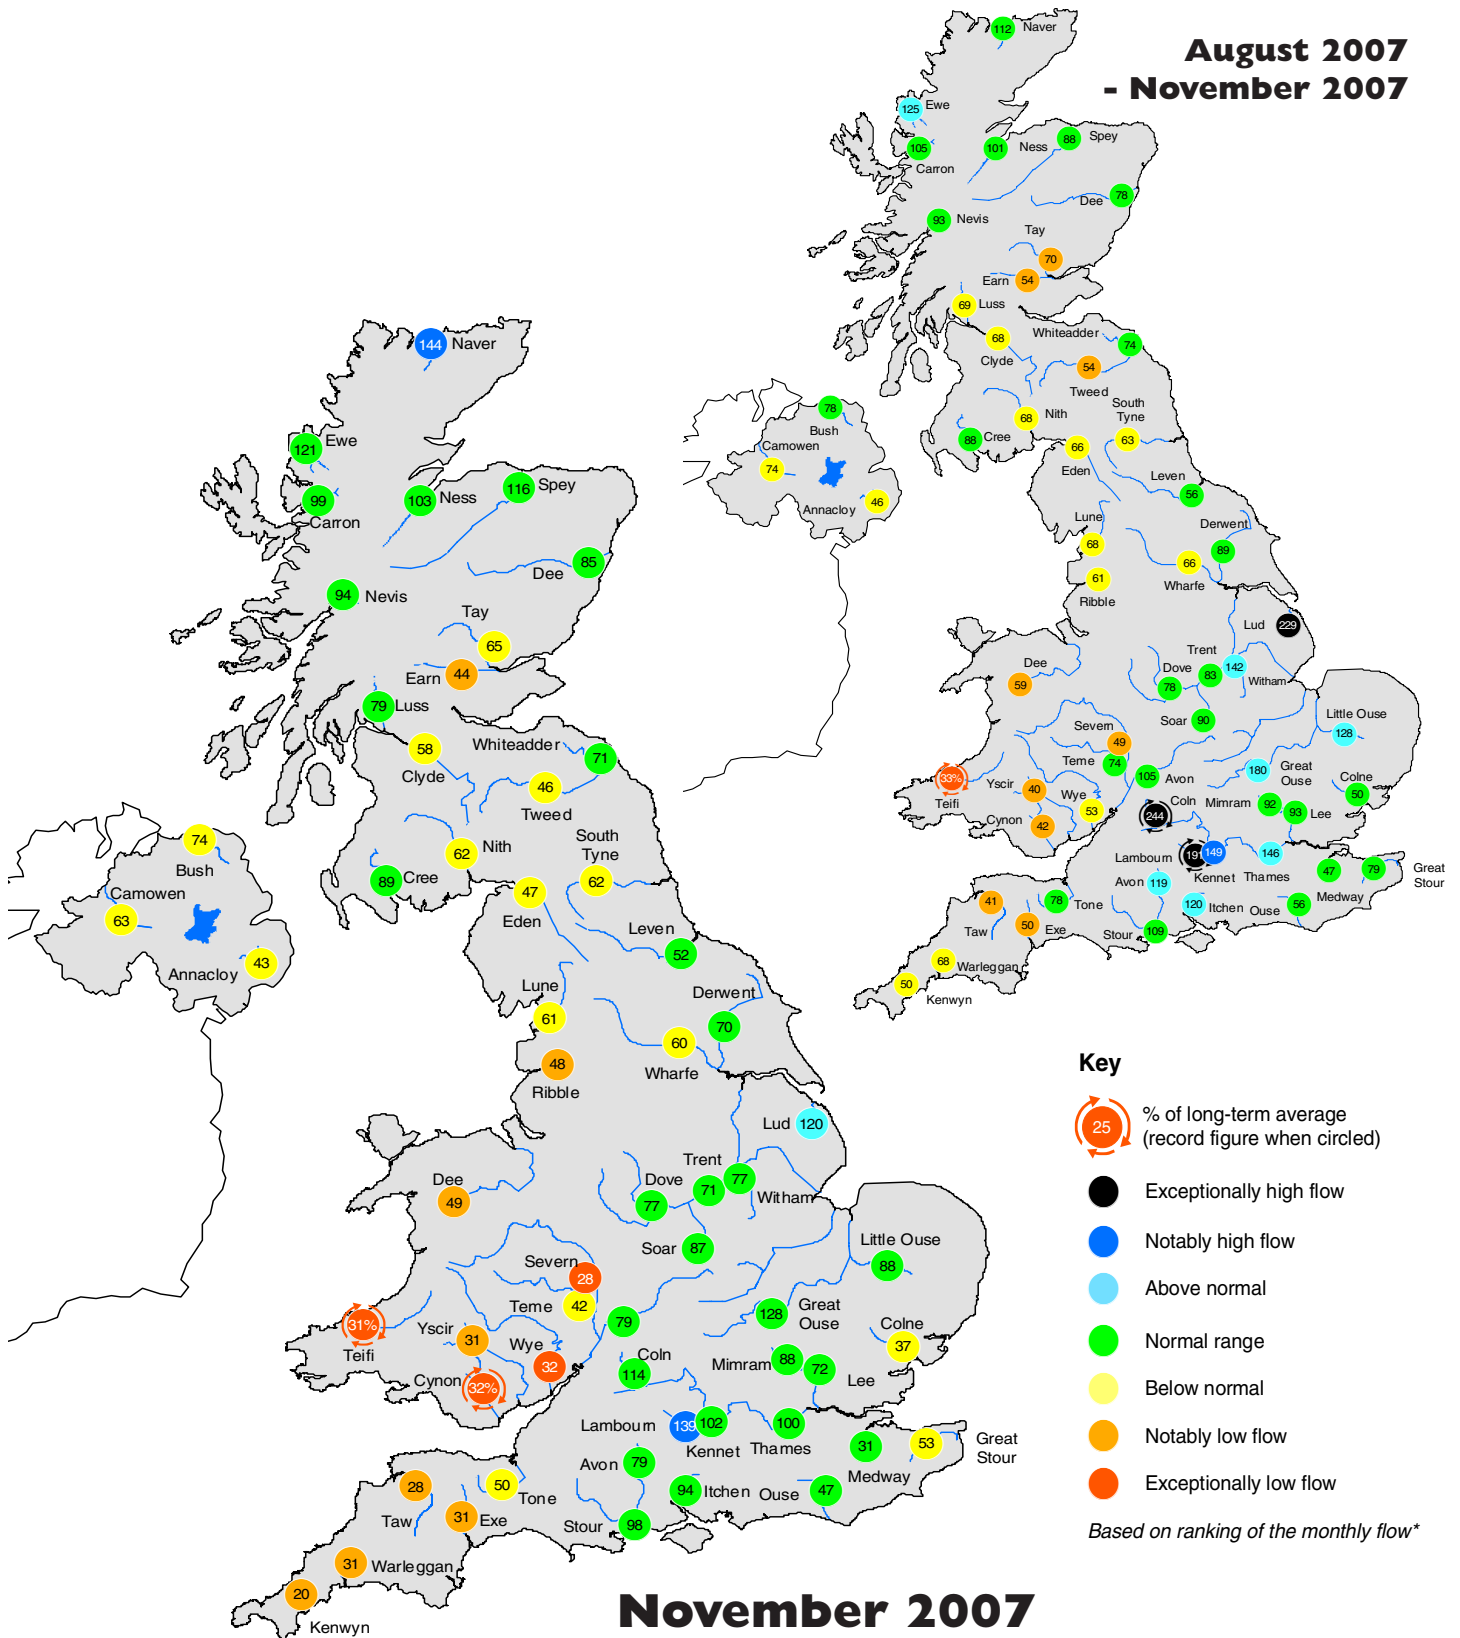 August 2007
- November 2007
112 Naver
125 Ewe
105
Carron
101 Ness
88 Spey
Dee 78
93 Nevis
Tay
70
Earn 54
69 Luss
68
Clyde
Whiteadder
74
54
Tweed
South
Tyne
63
68 Nith
88 Cree
66
Eden
78
Bush
Camowen
74
Annacloy
46
Leven
56
Lune
68
Derwent
89
66
Wharfe
61
Ribble
Lud 229
Trent
142
Witham
Dove
83
78
Dee
59
Soar 90
Little Ouse
128
Severn
49
Teme 74
105 Avon
180 Great
Ouse
Colne
50
33%
Teifi
Yscir 40
Wye
53
Cynon 42
Coln
244
Mimram 92
93 Lee
Lambourn
191
149
Kennet
146
Thames
47
Medway
79
Great
Stour
Avon 119
120 Itchen
Ouse 56
41
Taw
78 Tone
50 Exe
Stour 109
68
Warleggan
50
Kenwyn
144 Naver
121
Ewe
99
Carron
103 Ness
116 Spey
Dee 85
94 Nevis
Tay
65
Earn 44
79 Luss
58
Clyde
Whiteadder
71
46
Tweed
South
Tyne
62
62 Nith
89 Cree
47
Eden
74
Bush
Camowen
63
Annacloy 43
Leven
52
Lune
61
Derwent
70
60
Wharfe
48
Ribble
Lud 120
Trent
77
Witham
Dove
71
77
Dee
49
Soar 87
Little Ouse
88
Severn
28
Teme 42
79
128 Great
Ouse
Colne
37
31%
Teifi
Yscir
31
Wye
32
Cynon 32%
Coln
114
Mimram 88
72
Lee
Lambourn 139
102
Kennet
100
Thames
31
Medway
53
Great
Stour
Avon 79
94 Itchen
Ouse 47
28
Taw
50
Tone
31 Exe
Stour 98
31 Warleggan
20
Kenwyn
Key
25
% of long-term average
(record figure when circled)
Exceptionally high flow
Notably high flow
Above normal
Normal range
Below normal
Notably low flow
Exceptionally low flow
Based on ranking of the monthly flow*
November 2007